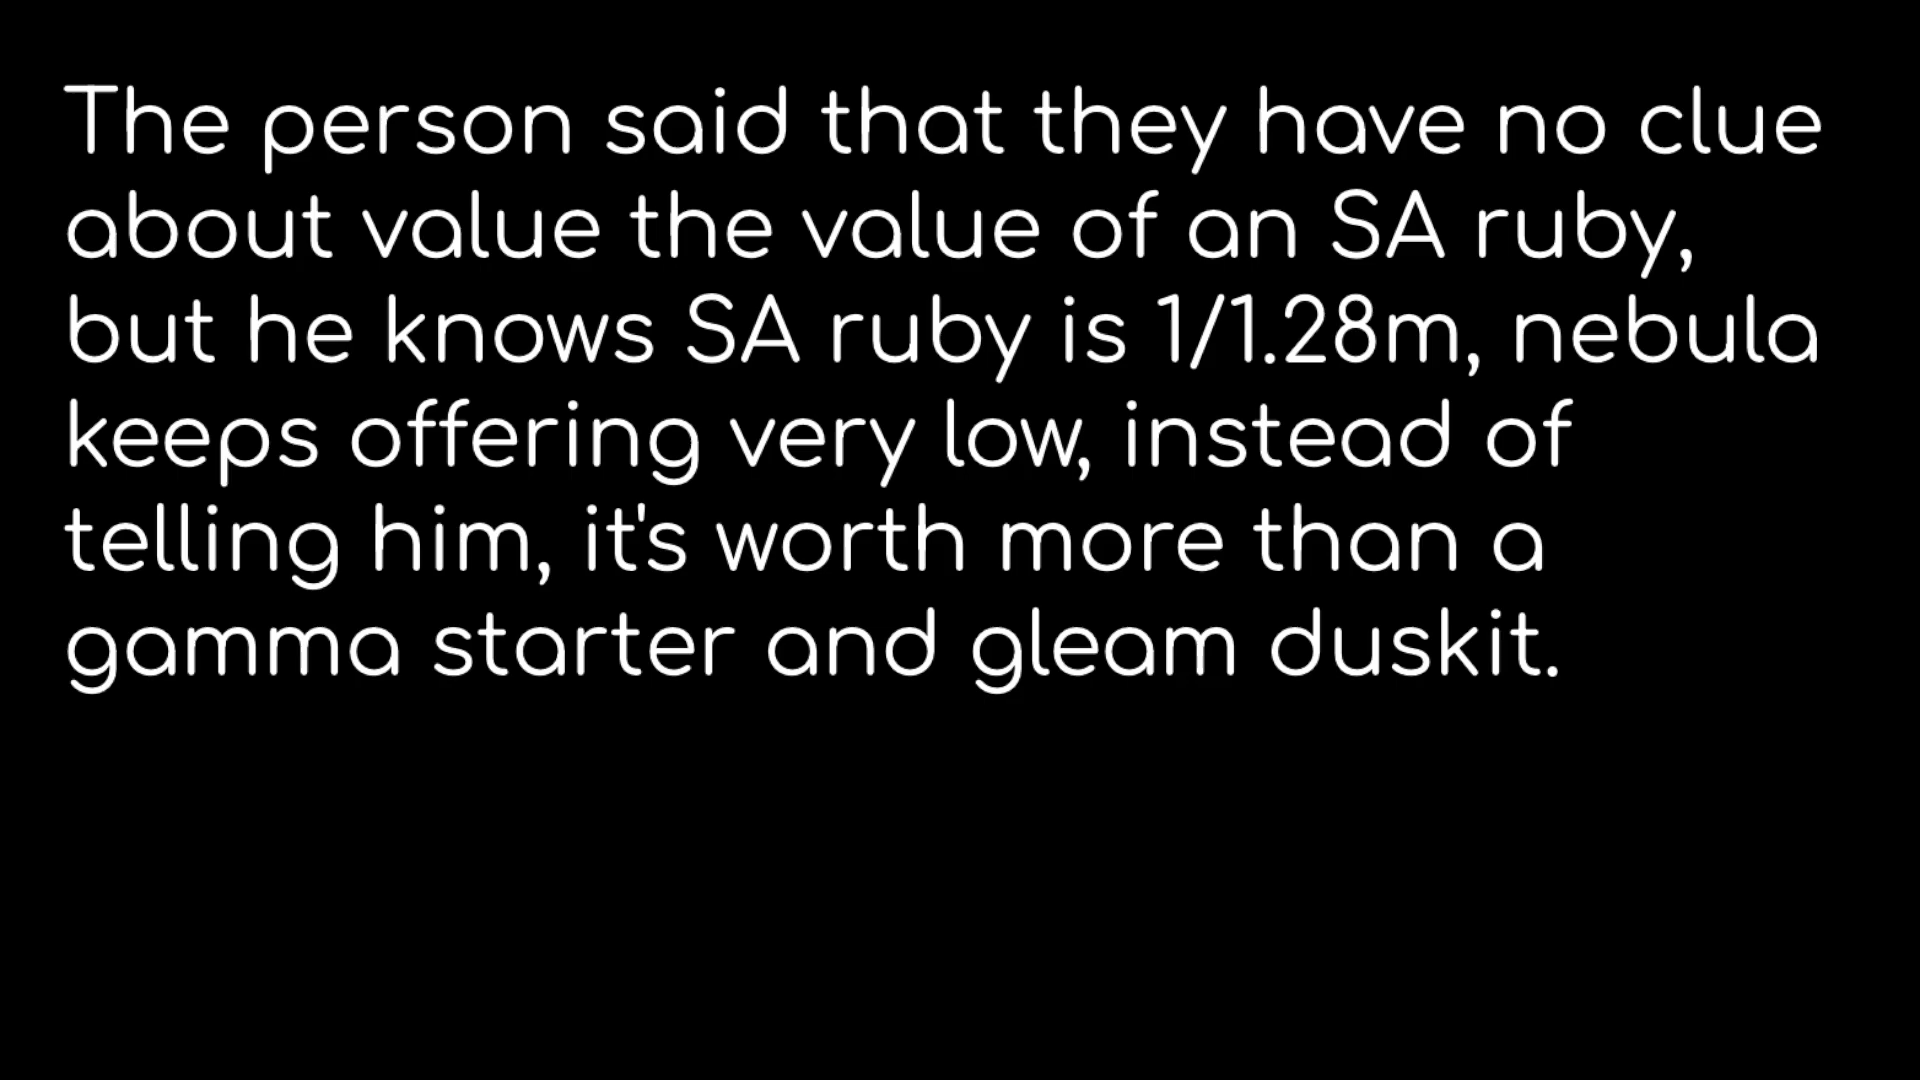 The person said that they have no clue
about value the value of an SA ruby,
but he knows SA ruby is 1/1.28m, nebula
keeps offering very low, instead of
telling him, it's worth more than a
gamma starter and gleam duskit.